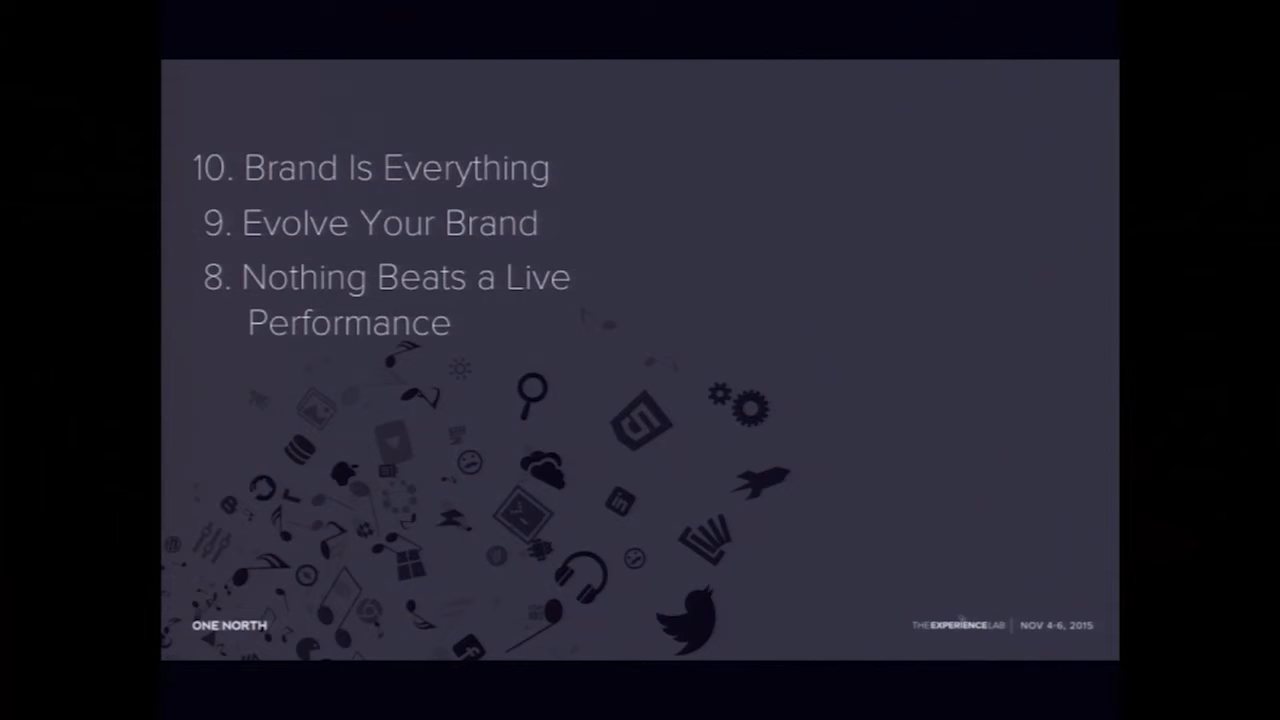 10. Brand Is Everything
9. Evolve Your Brand
8. Nothing Beats a Live
Performance
ONE NORTH
THE EXPERIENCE LAB | NOV 4-6, 2015